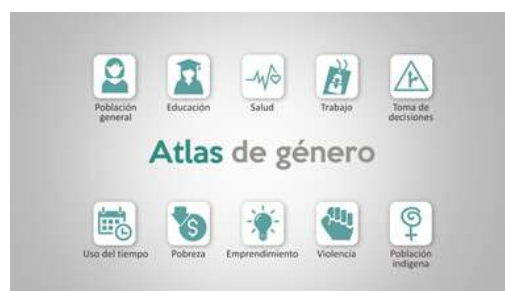 Población general
Educación
Salud
Trabajo
Toma de decisiones
Atlas de género
Uso del tiempo
Pobreza
Emprendimiento
Violencia
Población indígena